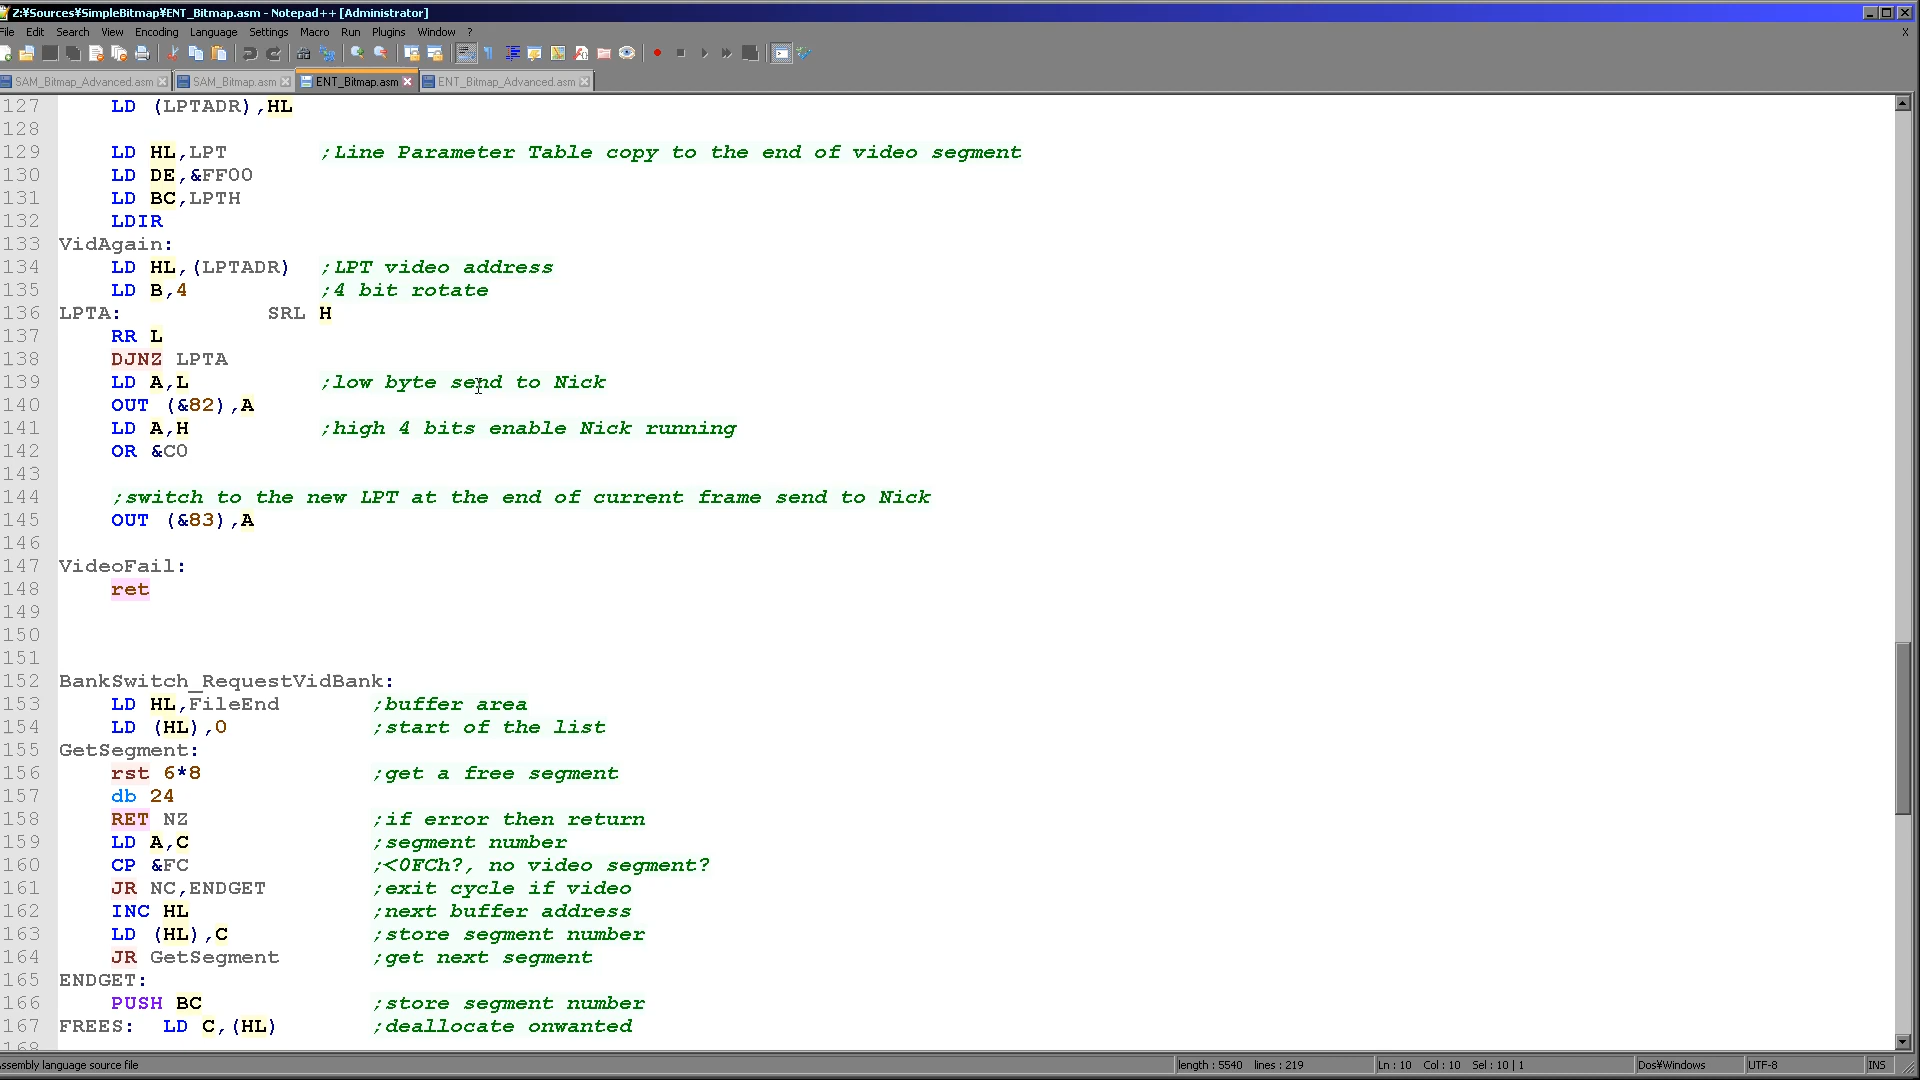 Z:¥Sources¥SimpleBitmap¥ENT_Bitmap.asm - Notepad++ [Administrator]
File Edit Search View Encoding Language Settings Macro Run Plugins Window ? X
SAM_Bitmap_Advanced.asm SAM_Bitmap.asm ENT_Bitmap.asm ENT_Bitmap_Advanced.asm
127 LD (LPTADR),HL
128
129 LD HL,LPT ;Line Parameter Table copy to the end of video segment
130 LD DE,&FF00
131 LD BC,LPTH
132 LDIR
133 VidAgain:
134 LD HL,(LPTADR) ;LPT video address
135 LD B,4 ;4 bit rotate
136 LPTA: SRL H
137 RR L
138 DJNZ LPTA
139 LD A,L ;low byte send to Nick
140 OUT (&82),A
141 LD A,H ;high 4 bits enable Nick running
142 OR &C0
143
144 ;switch to the new LPT at the end of current frame send to Nick
145 OUT (&83),A
146
147 VideoFail:
148 ret
149
150
151
152 BankSwitch_RequestVidBank:
153 LD HL,FileEnd ;buffer area
154 LD (HL),0 ;start of the list
155 GetSegment:
156 rst 6*8 ;get a free segment
157 db 24
158 RET NZ ;if error then return
159 LD A,C ;segment number
160 CP &FC ;<0FCh?, no video segment?
161 JR NC,ENDGET ;exit cycle if video
162 INC HL ;next buffer address
163 LD (HL),C ;store segment number
164 JR GetSegment ;get next segment
165 ENDGET:
166 PUSH BC ;store segment number
167 FREES: LD C,(HL) ;deallocate onwanted
168
ssembly language source file length : 5540 lines : 219 Ln : 10 Col : 10 Sel : 10 | 1 Dos¥Windows UTF-8 INS